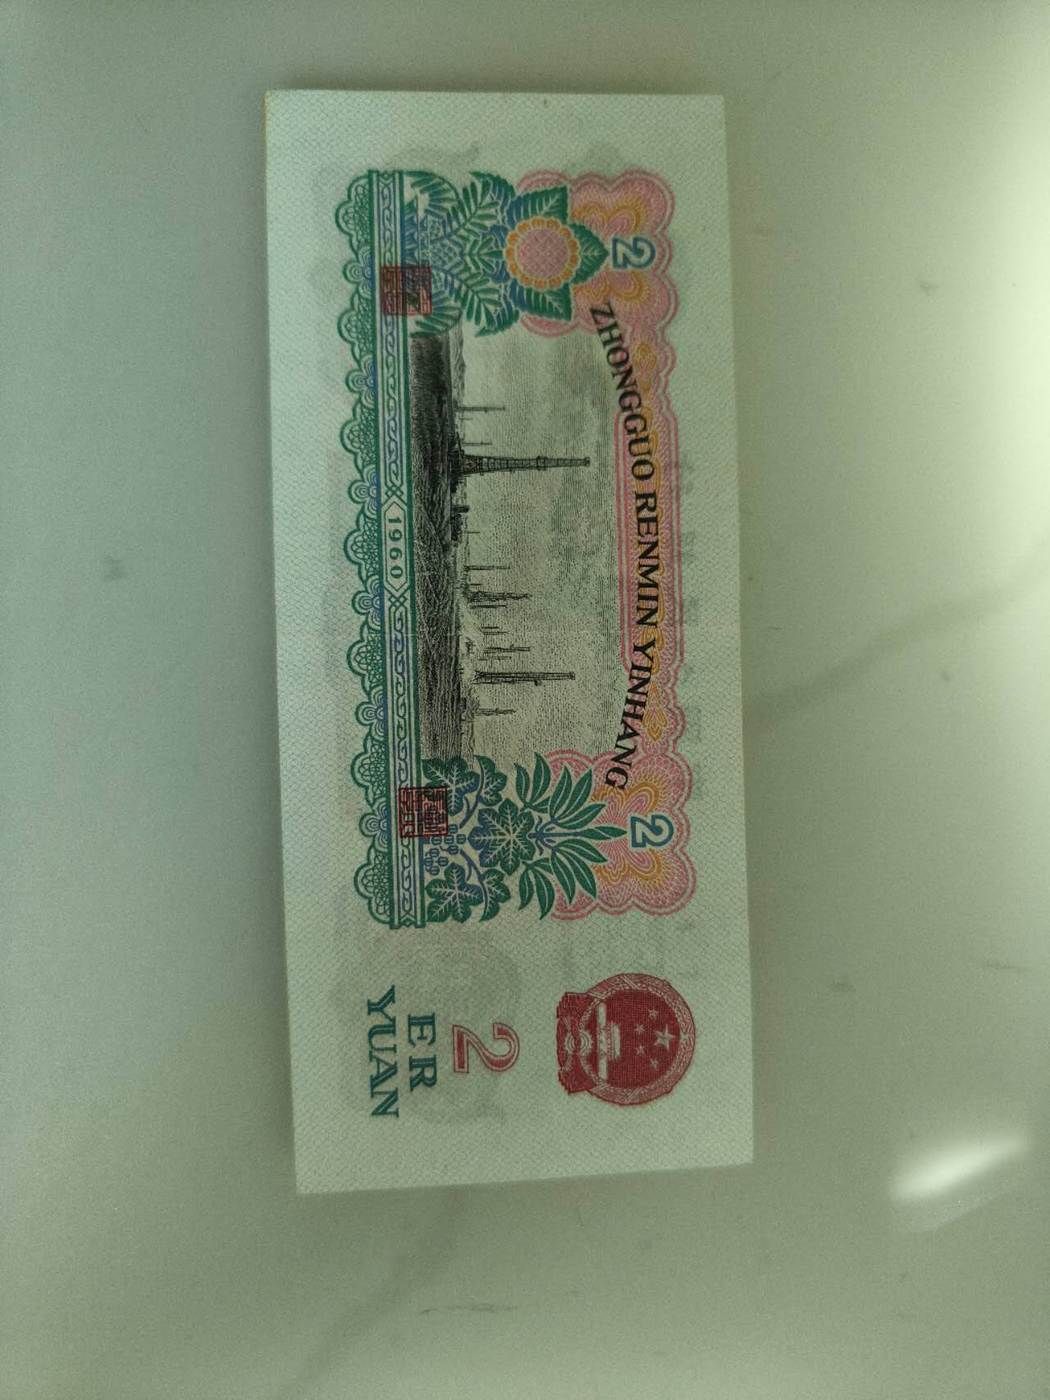 2
2
ZHONGGUO RENMIN YINHANG
1960
2
ER
YUAN